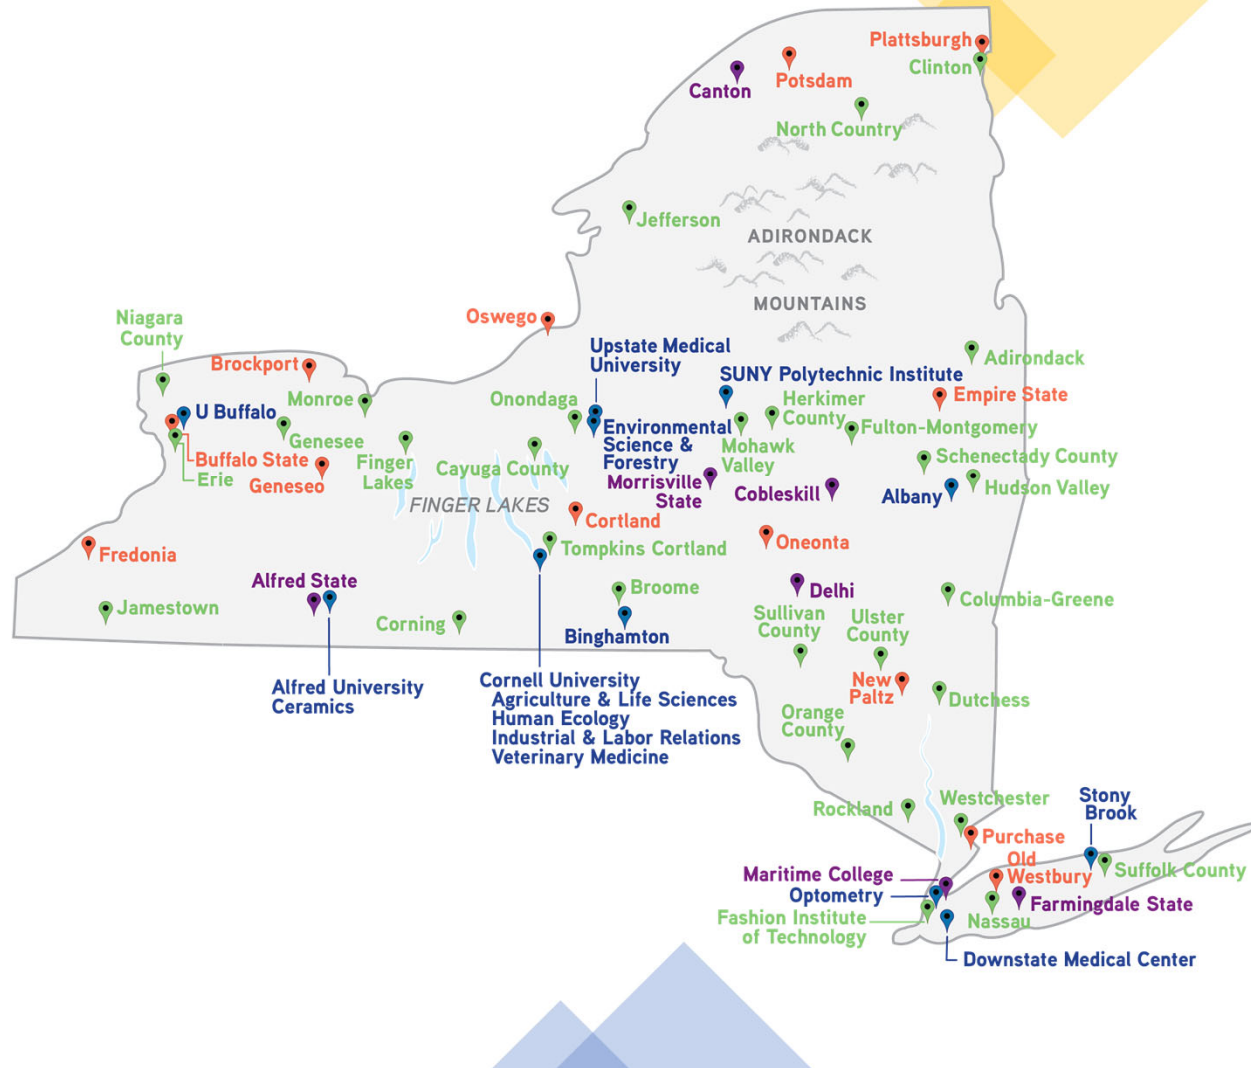 Plattsburgh
Clinton
Potsdam
Canton
North Country
Jefferson
ADIRONDACK
MOUNTAINS
Niagara
County
Oswego
Upstate Medical
University
Adirondack
Brockport
SUNY Polytechnic Institute
Empire State
Monroe
Onondaga
Herkimer
County
U Buffalo
Environmental
Science &
Forestry
Fulton-Montgomery
Genesee
Mohawk
Valley
Buffalo State
Erie
Geneseo
Finger
Lakes
Cayuga County
Schenectady County
Morrisville
State
Cobleskill
Albany
Hudson Valley
FINGER LAKES
Cortland
Oneonta
Tompkins Cortland
Fredonia
Alfred State
Broome
Delhi
Columbia-Greene
Jamestown
Corning
Binghamton
Sullivan
County
Ulster
County
Alfred University
Ceramics
Cornell University
Agriculture & Life Sciences
Human Ecology
Industrial & Labor Relations
Veterinary Medicine
New
Paltz
Dutchess
Orange
County
Rockland
Westchester
Stony
Brook
Purchase
Old
Westbury
Suffolk County
Maritime College
Optometry
Farmingdale State
Fashion Institute
of Technology
Nassau
Downstate Medical Center